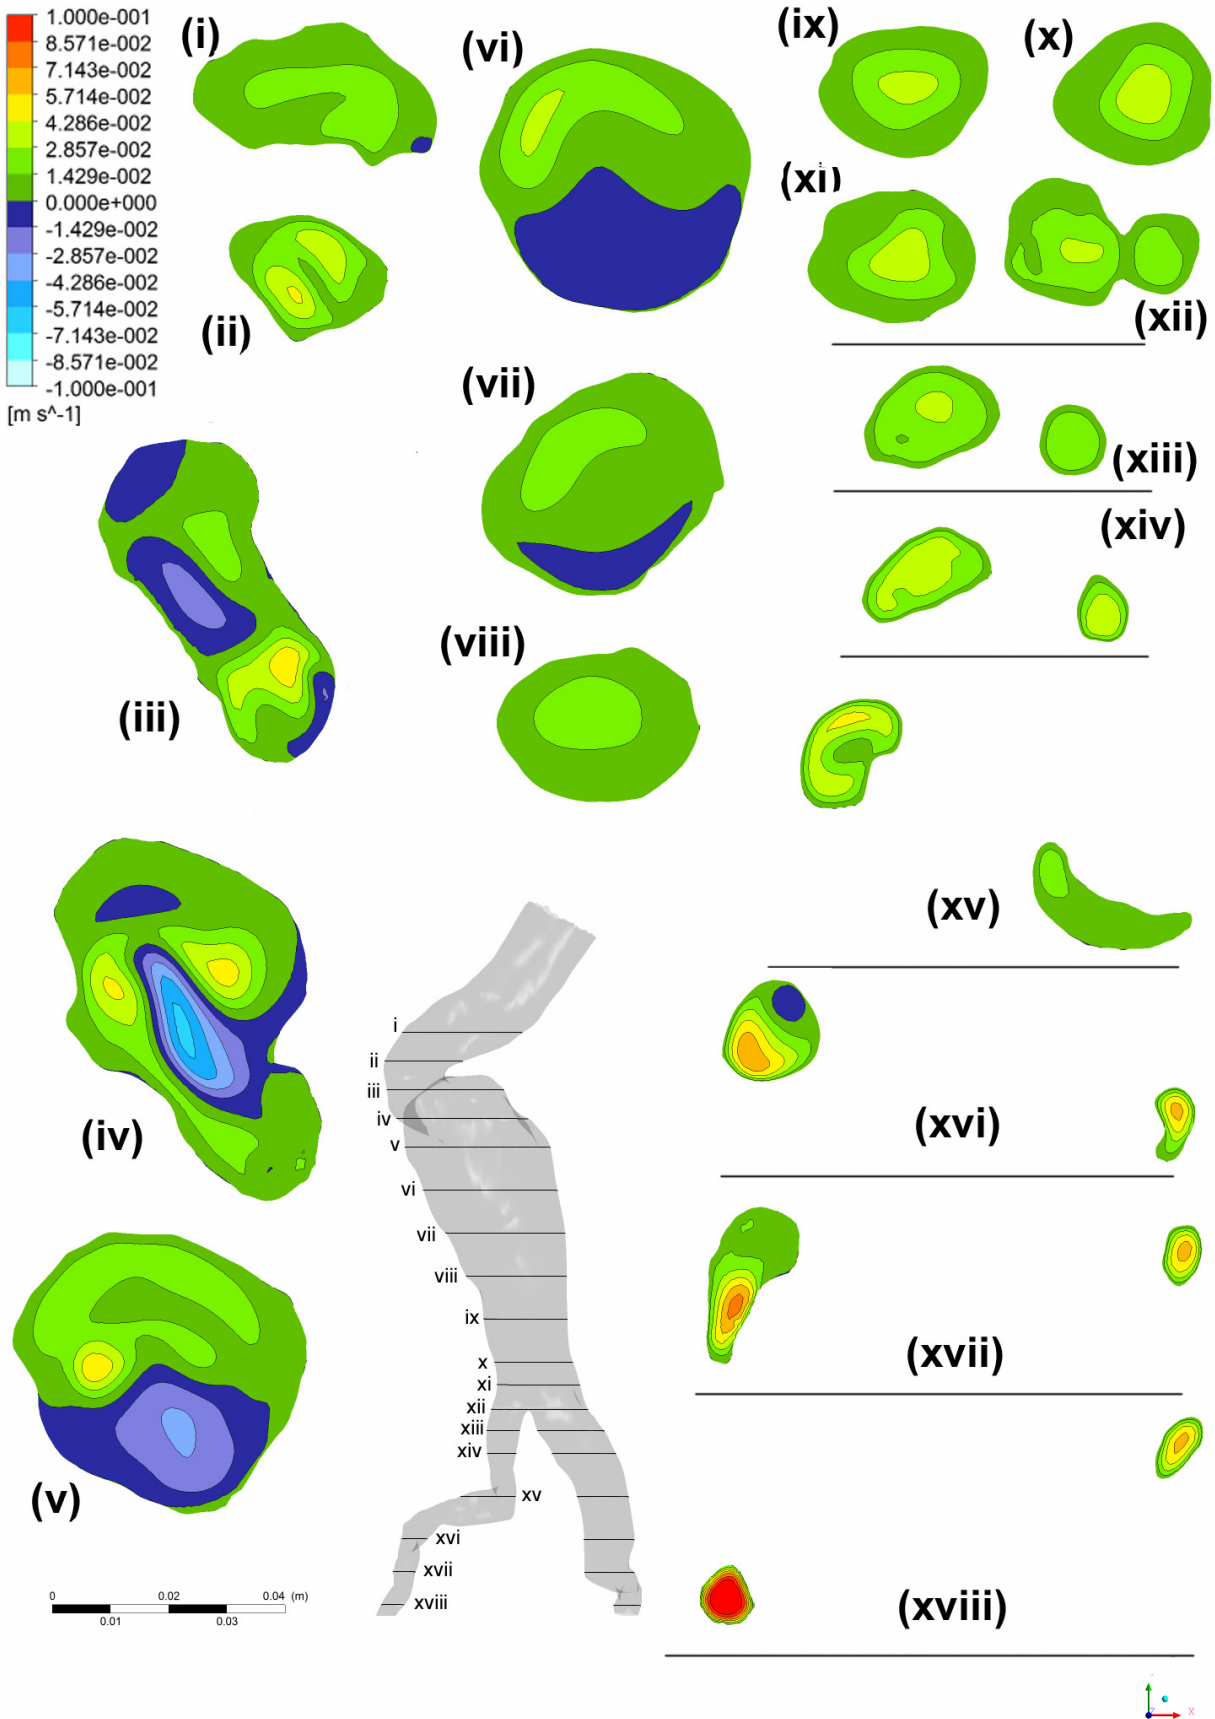 1.000e-001
8.571e-002
7.143e-002
5.714e-002
4.286e-002
2.857e-002
1.429e-002
0.000e+000
-1.429e-002
-2.857e-002
-4.286e-002
-5.714e-002
-7.143e-002
-8.571e-002
-1.000e-001
[m s^-1]
(i)
(ii)
(iii)
(iv)
(v)
(vi)
(vii)
(viii)
(ix)
(x)
(xi)
(xii)
(xiii)
(xiv)
(xv)
(xvi)
(xvii)
(xviii)
i
ii
iii
iv
v
vi
vii
viii
ix
x
xi
xii
xiii
xiv
xv
xvi
xvii
xviii
0 0.02 0.04 (m)
0.01 0.03
Z X